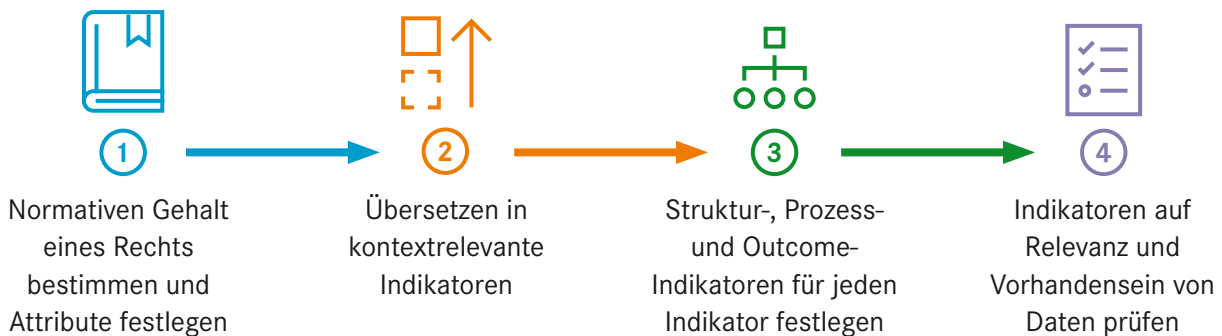 1
Normativen Gehalt
eines Rechts
bestimmen und
Attribute festlegen
2
Übersetzen in
kontextrelevante
Indikatoren
3
Struktur-, Prozess-
und Outcome-
Indikatoren für jeden
Indikator festlegen
4
Indikatoren auf
Relevanz und
Vorhandensein von
Daten prüfen